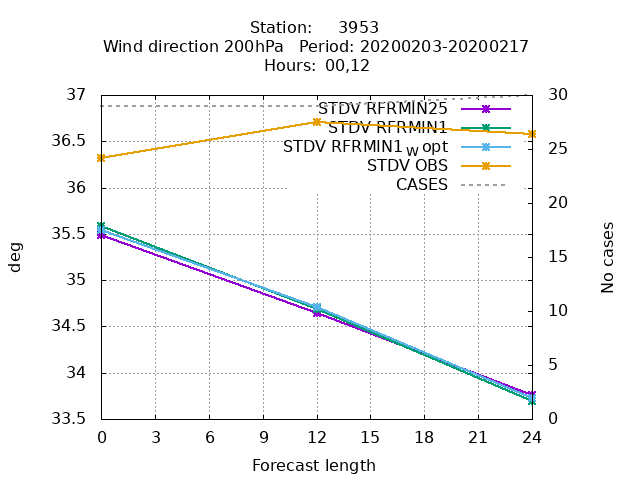 Station: 3953
Wind direction 200hPa Period: 20200203-20200217
Hours: 00,12
37
36.5
36
35.5
35
34.5
34
33.5
deg
STDV RFRMIN25
STDV RFRMIN1
STDV RFRMIN1 w opt
STDV OBS
CASES
30
25
20
15
10
5
0
No cases
0 3 6 9 12 15 18 21 24
Forecast length